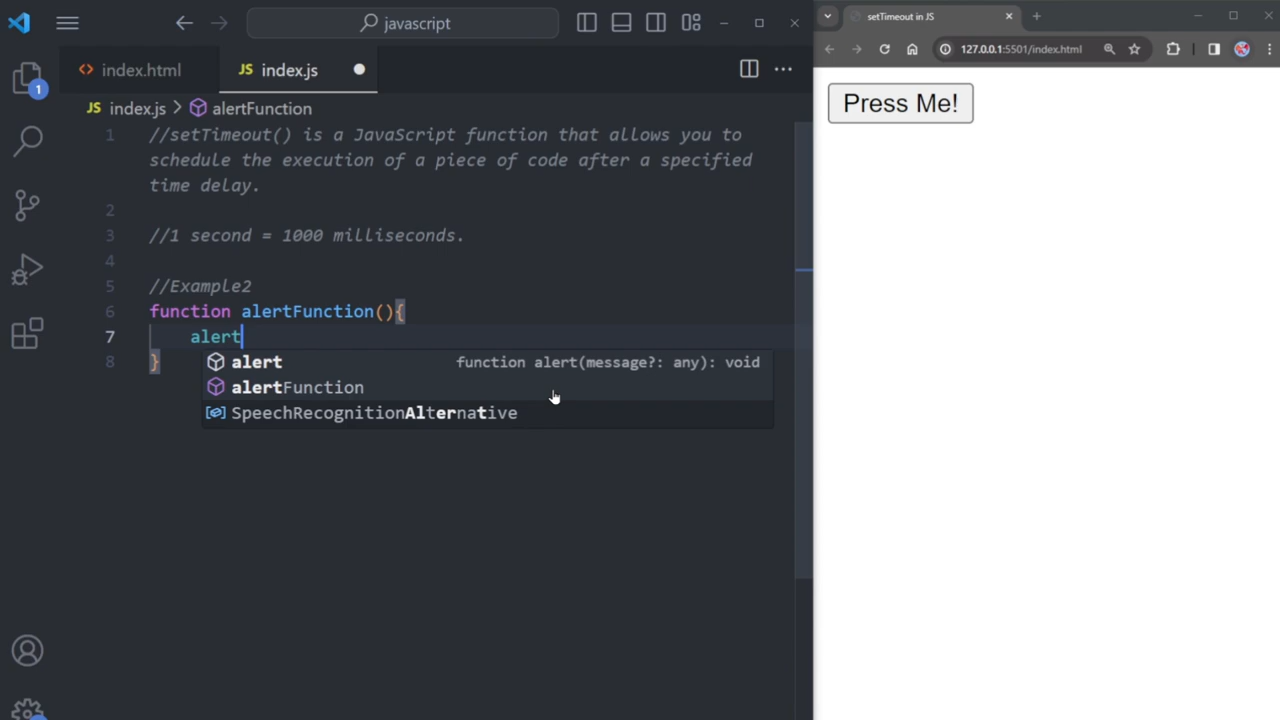 javascript
index.html
JS index.js
JS index.js > alertFunction
1 //setTimeout() is a JavaScript function that allows you to
schedule the execution of a piece of code after a specified
time delay.
2
3 //1 second = 1000 milliseconds.
4
5 //Example2
6 function alertFunction(){
7 alert
8 }
alert function alert(message?: any): void
alertFunction
SpeechRecognitionAlternative
1
setTimeout in JS
127.0.0.1:5501/index.html
Press Me!